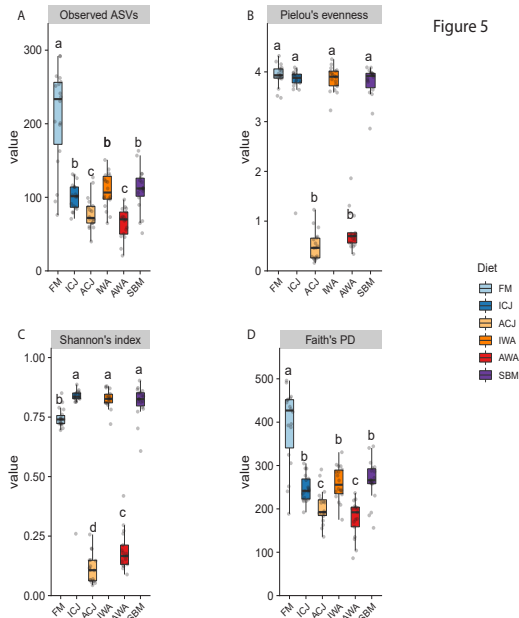 Figure 5
A
Observed ASVs
value
300
200
100
0
a
b
c
b
c
b
FM
ICJ
ACJ
IWA
AWA
SBM
B
Pielou's evenness
value
4
3
2
1
0
a
a
b
a
b
a
FM
ICJ
ACJ
IWA
AWA
SBM
C
Shannon's index
value
1.00
0.75
0.50
0.25
0.00
b
a
d
a
c
a
FM
ICJ
ACJ
IWA
AWA
SBM
D
Faith's PD
value
500
400
300
200
100
0
a
b
c
b
c
b
FM
ICJ
ACJ
IWA
AWA
SBM
Diet
FM
ICJ
ACJ
IWA
AWA
SBM